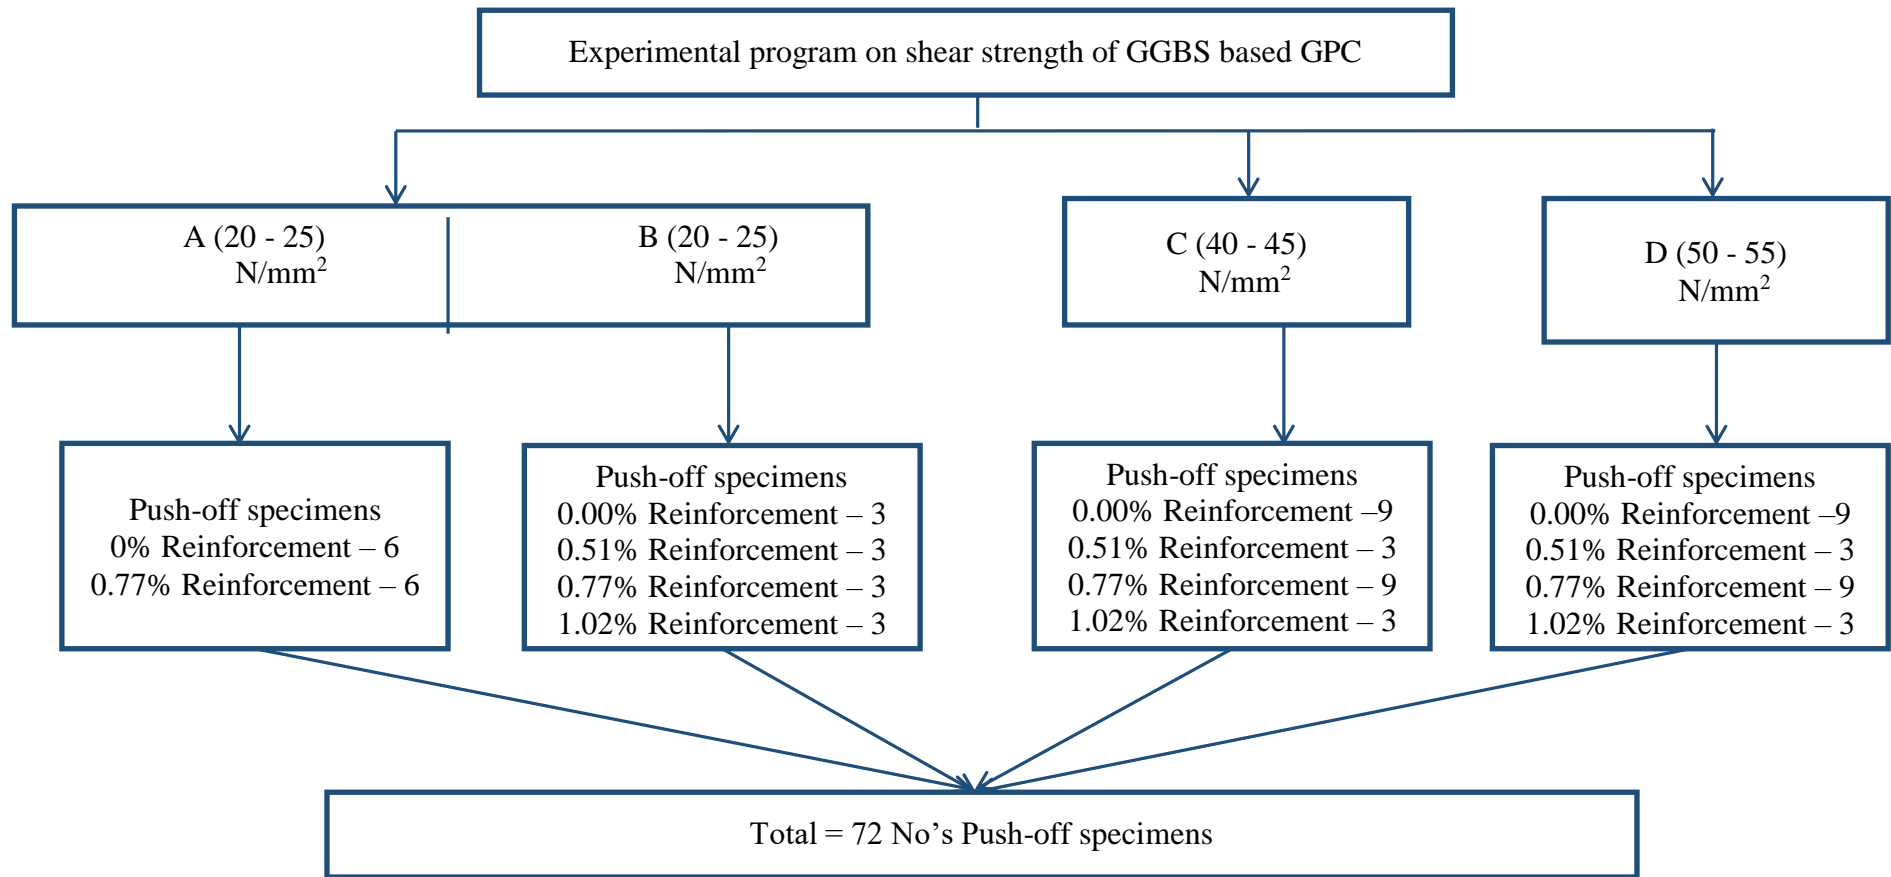 Experimental program on shear strength of GGBS based GPC
A (20 - 25)
N/mm²
B (20 - 25)
N/mm²
C (40 - 45)
N/mm²
D (50 - 55)
N/mm²
Push-off specimens
0% Reinforcement – 6
0.77% Reinforcement – 6
Push-off specimens
0.00% Reinforcement – 3
0.51% Reinforcement – 3
0.77% Reinforcement – 3
1.02% Reinforcement – 3
Push-off specimens
0.00% Reinforcement –9
0.51% Reinforcement – 3
0.77% Reinforcement – 9
1.02% Reinforcement – 3
Push-off specimens
0.00% Reinforcement –9
0.51% Reinforcement – 3
0.77% Reinforcement – 9
1.02% Reinforcement – 3
Total = 72 No’s Push-off specimens